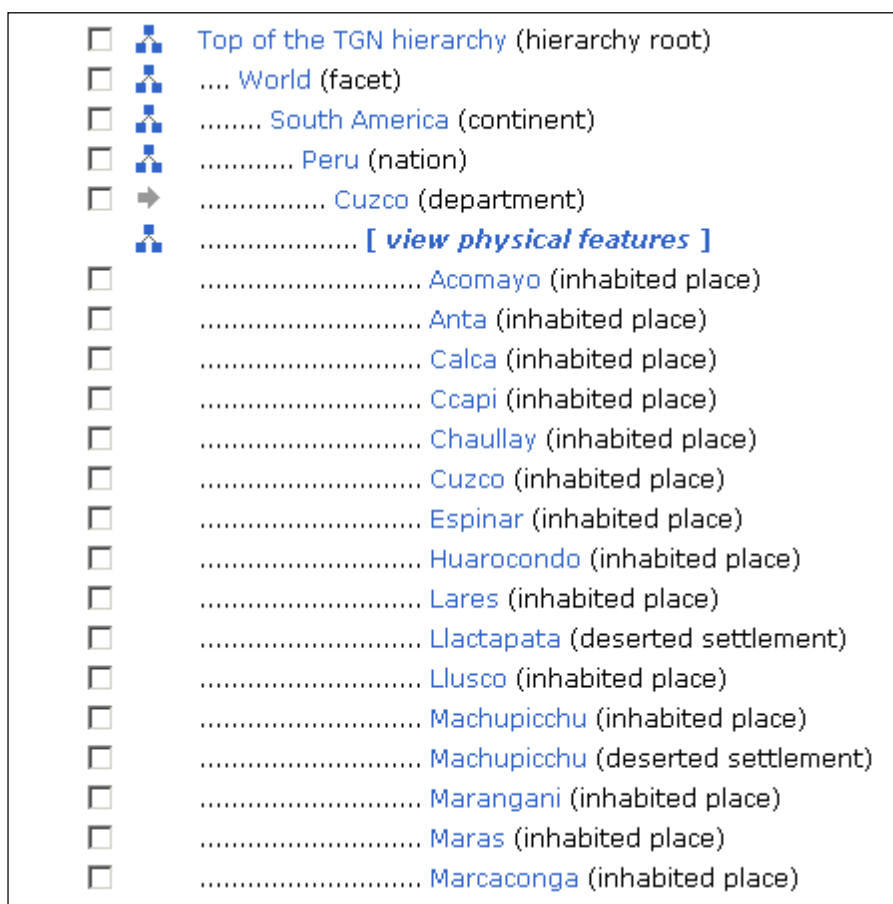 Top of the TGN hierarchy (hierarchy root)
.... World (facet)
........ South America (continent)
............ Peru (nation)
................ Cuzco (department)
.................... [ view physical features ]
............................ Acomayo (inhabited place)
............................ Anta (inhabited place)
............................ Calca (inhabited place)
............................ Ccapi (inhabited place)
............................ Chaullay (inhabited place)
............................ Cuzco (inhabited place)
............................ Espinar (inhabited place)
............................ Huarocondo (inhabited place)
............................ Lares (inhabited place)
............................ Llactapata (deserted settlement)
............................ Llusco (inhabited place)
............................ Machupicchu (inhabited place)
............................ Machupicchu (deserted settlement)
............................ Marangani (inhabited place)
............................ Maras (inhabited place)
............................ Marcaconga (inhabited place)